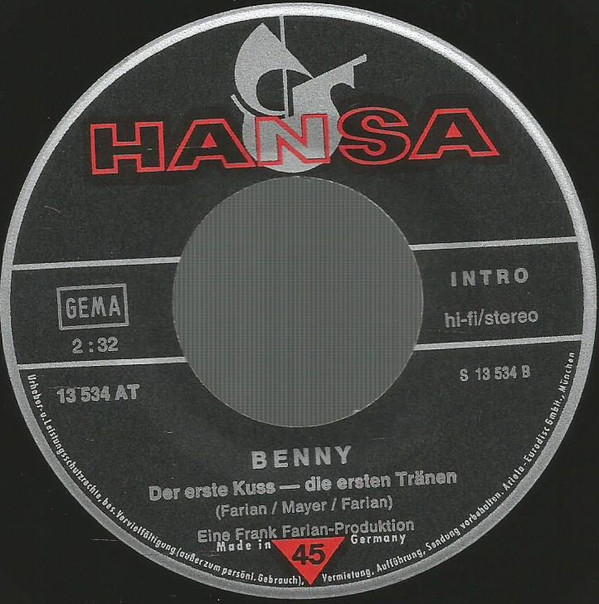 HANSA
GEMA
2:32
13 534 AT
INTRO
hi-fi/stereo
S 13 534 B
BENNY
Der erste Kuss — die ersten Tränen
(Farian / Mayer / Farian)
Eine Frank Farian-Produktion
Made in Germany
45
Urheber- u. Leistungsschutzrechte, bes. Vervielfältigung (außer zum persönl. Gebrauch), Vermietung, Aufführung, Sendung vorbehalten. Ariola-Eurodisc GmbH., München